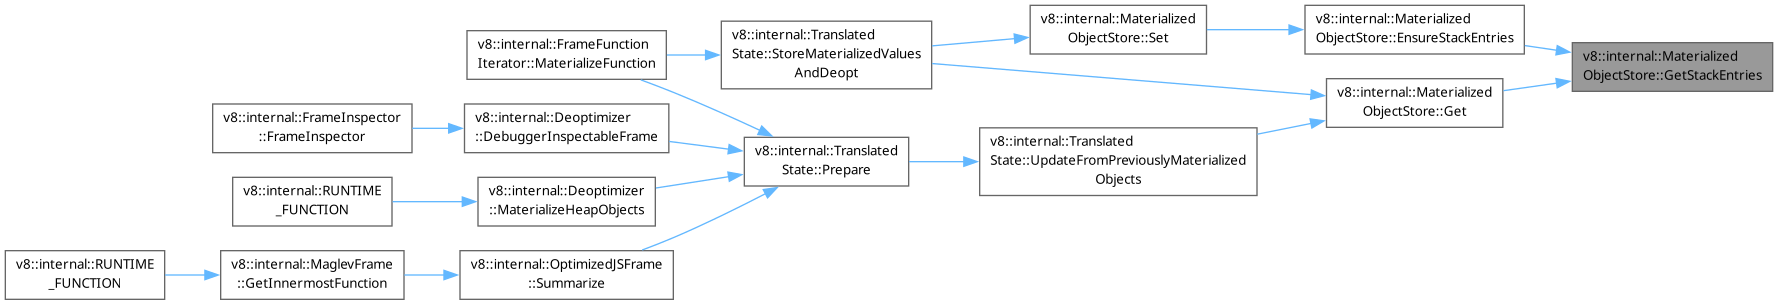 v8::internal::Materialized
ObjectStore::GetStackEntries
v8::internal::Materialized
ObjectStore::EnsureStackEntries
v8::internal::Materialized
ObjectStore::Set
v8::internal::Translated
State::StoreMaterializedValues
AndDeopt
v8::internal::FrameFunction
Iterator::MaterializeFunction
v8::internal::Materialized
ObjectStore::Get
v8::internal::Translated
State::UpdateFromPreviouslyMaterialized
Objects
v8::internal::Translated
State::Prepare
v8::internal::Deoptimizer
::DebuggerInspectableFrame
v8::internal::FrameInspector
::FrameInspector
v8::internal::Deoptimizer
::MaterializeHeapObjects
v8::internal::RUNTIME
_FUNCTION
v8::internal::OptimizedJSFrame
::Summarize
v8::internal::MaglevFrame
::GetInnermostFunction
v8::internal::RUNTIME
_FUNCTION